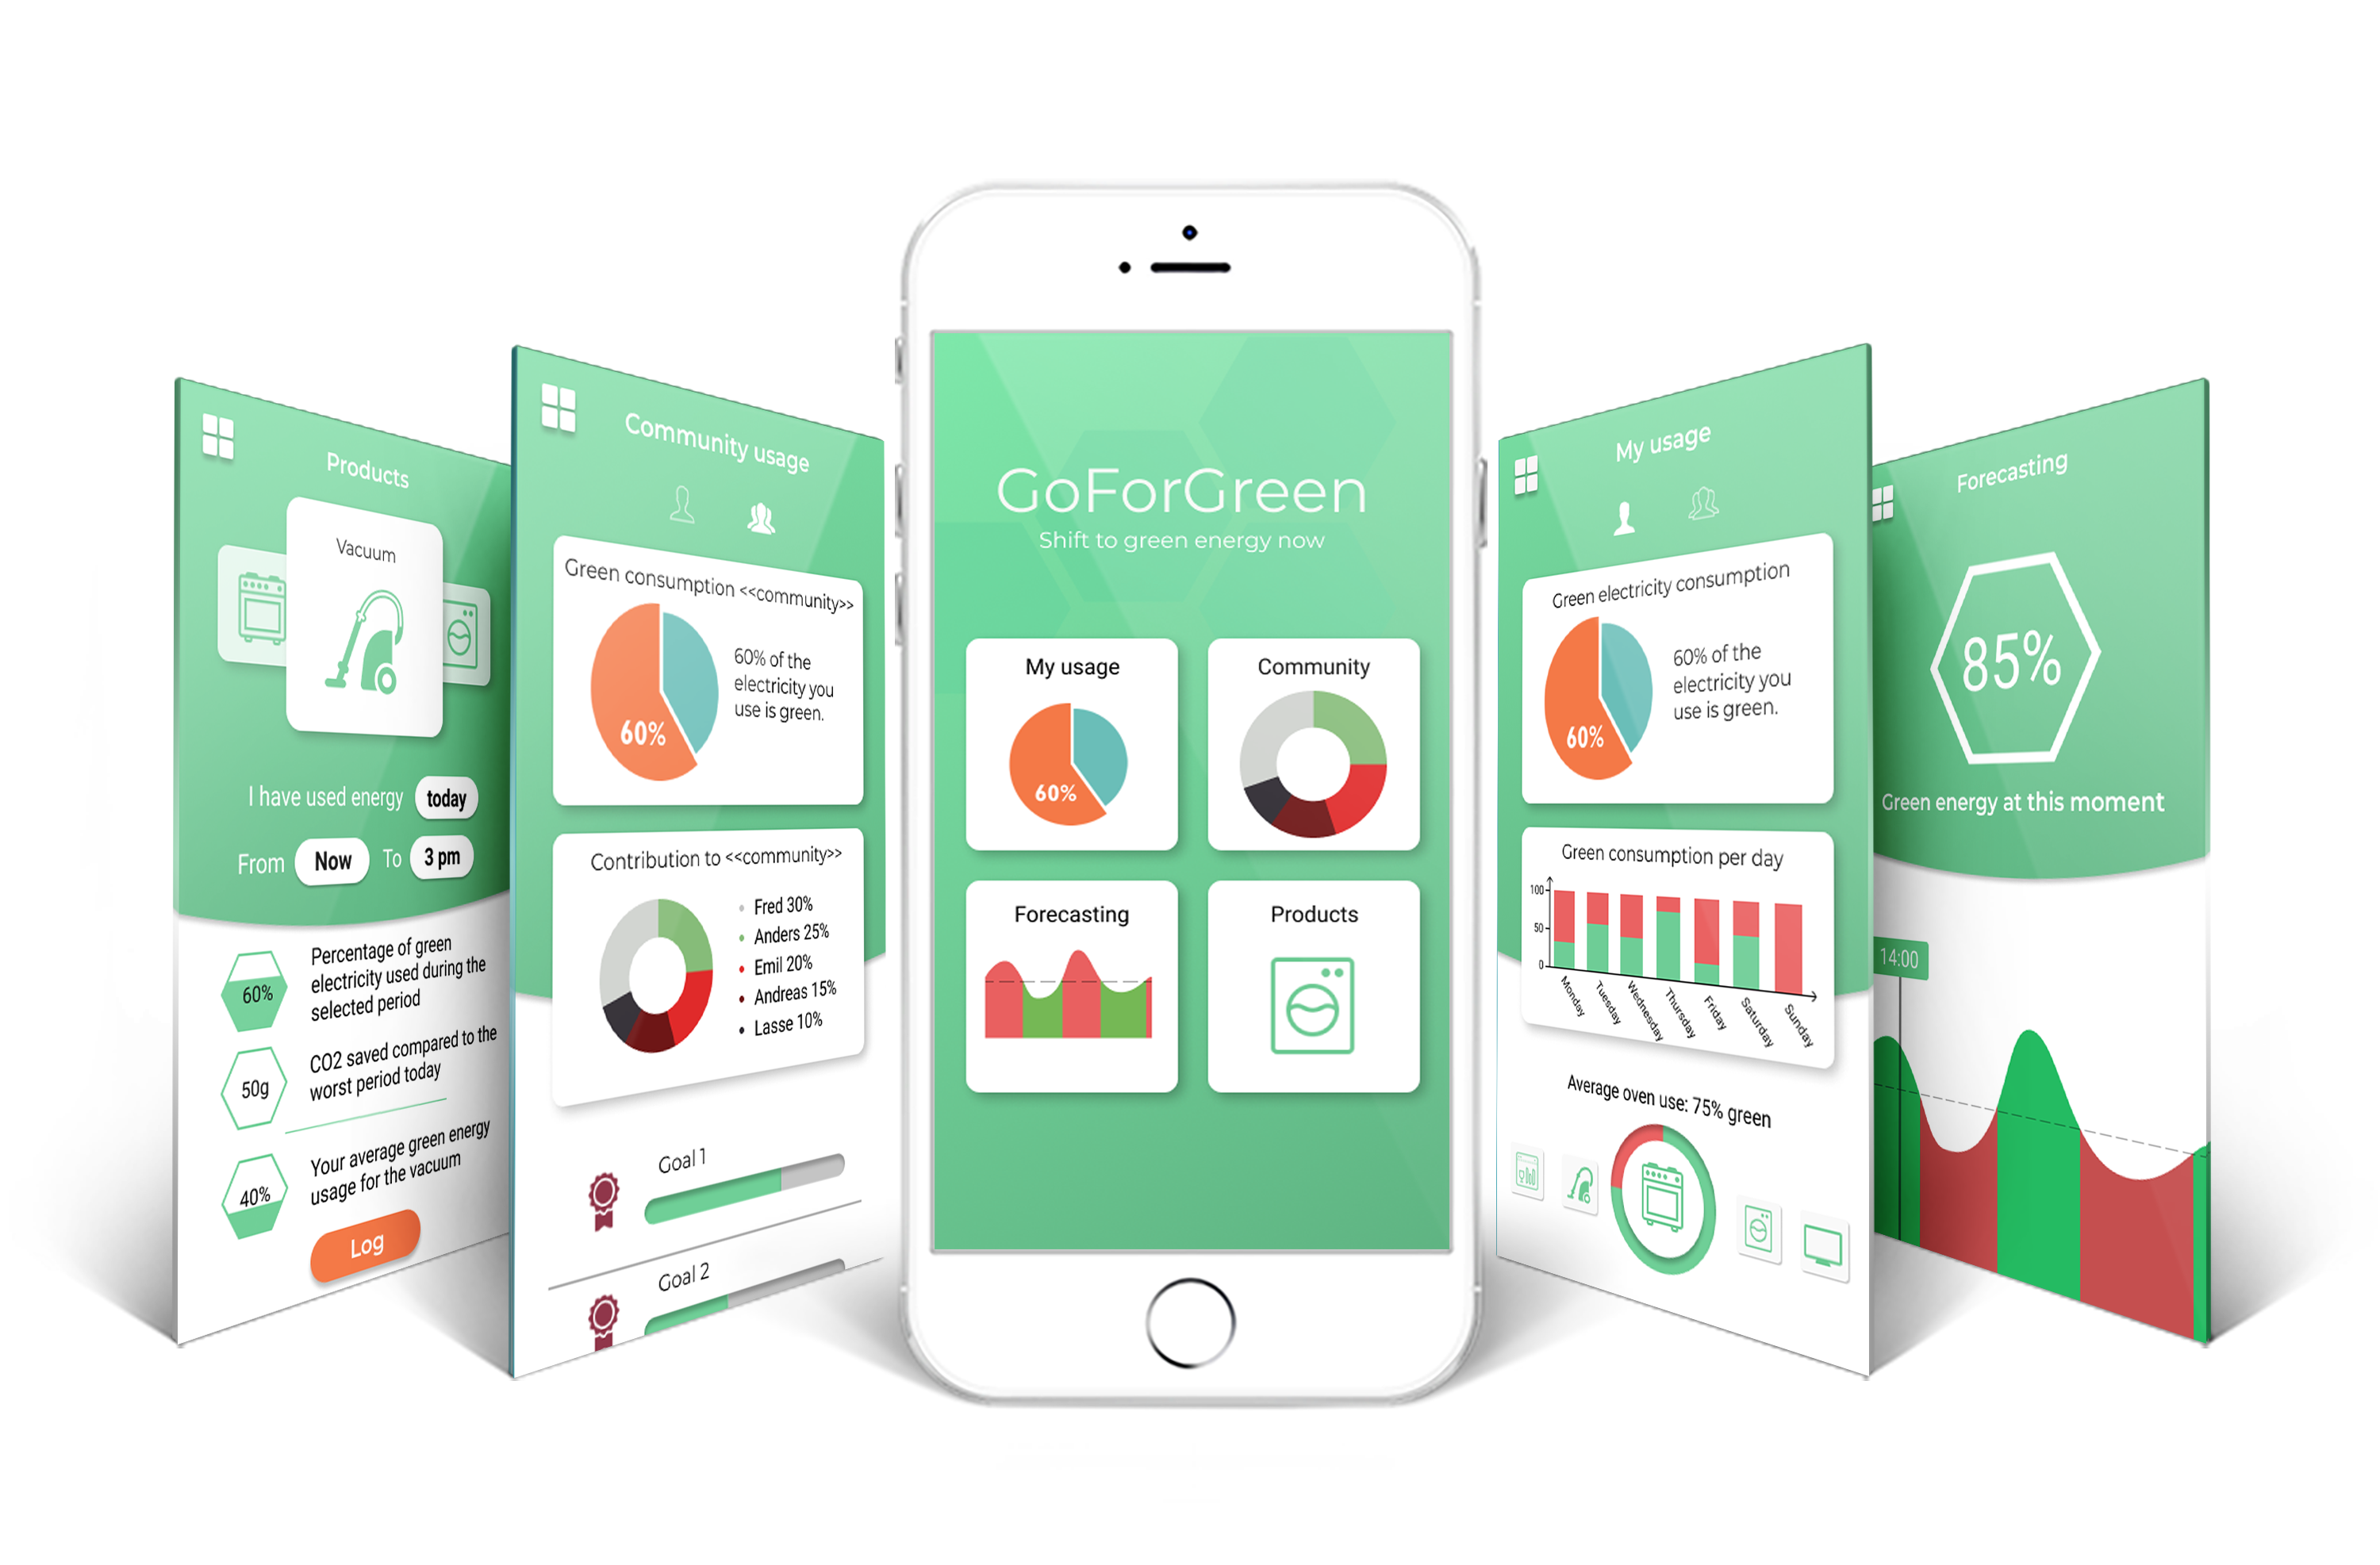 Products
Vacuum
I have used energy today
From Now To 3 pm
60%
Percentage of green
electricity used during the
selected period
50g
CO2 saved compared to the
worst period today
40%
Your average green energy
usage for the vacuum
Log
Community usage
Green consumption <<community>>
60%
60% of the
electricity you
use is green.
Contribution to <<community>>
Fred 30%
Anders 25%
Emil 20%
Andreas 15%
Lasse 10%
Goal 1
Goal 2
GoForGreen
Shift to green energy now
My usage
60%
Community
Forecasting
Products
My usage
Green electricity consumption
60%
60% of the
electricity you
use is green.
Green consumption per day
100
50
0
Monday
Tuesday
Wednesday
Thursday
Friday
Saturday
Sunday
Average oven use: 75% green
Forecasting
85%
Green energy at this moment
14:00